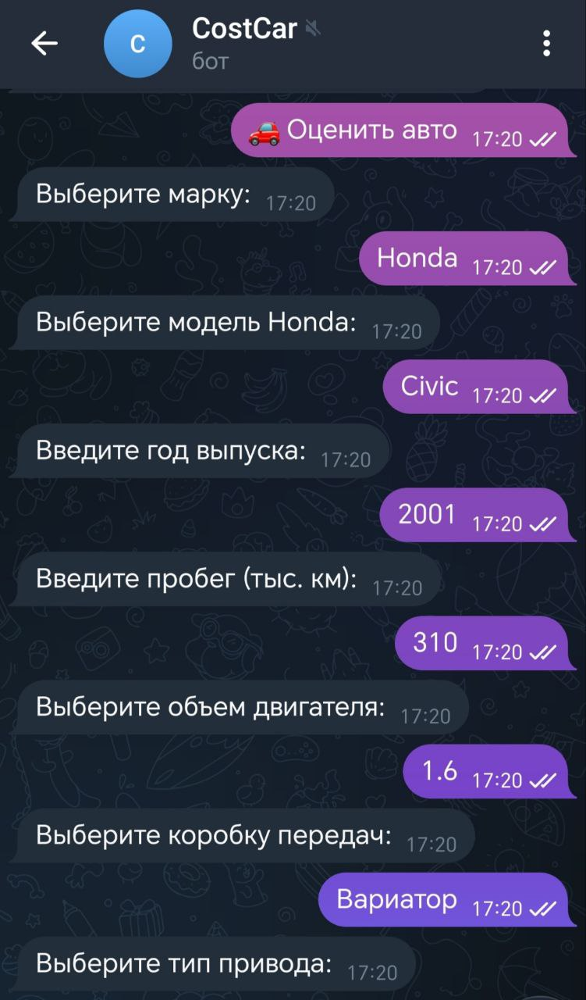 CostCar
C
бот
🚗 Оценить авто 17:20
Выберите марку: 17:20
Honda 17:20
Выберите модель Honda: 17:20
Civic 17:20
Введите год выпуска: 17:20
2001 17:20
Введите пробег (тыс. км): 17:20
310 17:20
Выберите объем двигателя: 17:20
1.6 17:20
Выберите коробку передач: 17:20
Вариатор 17:20
Выберите тип привода: 17:20